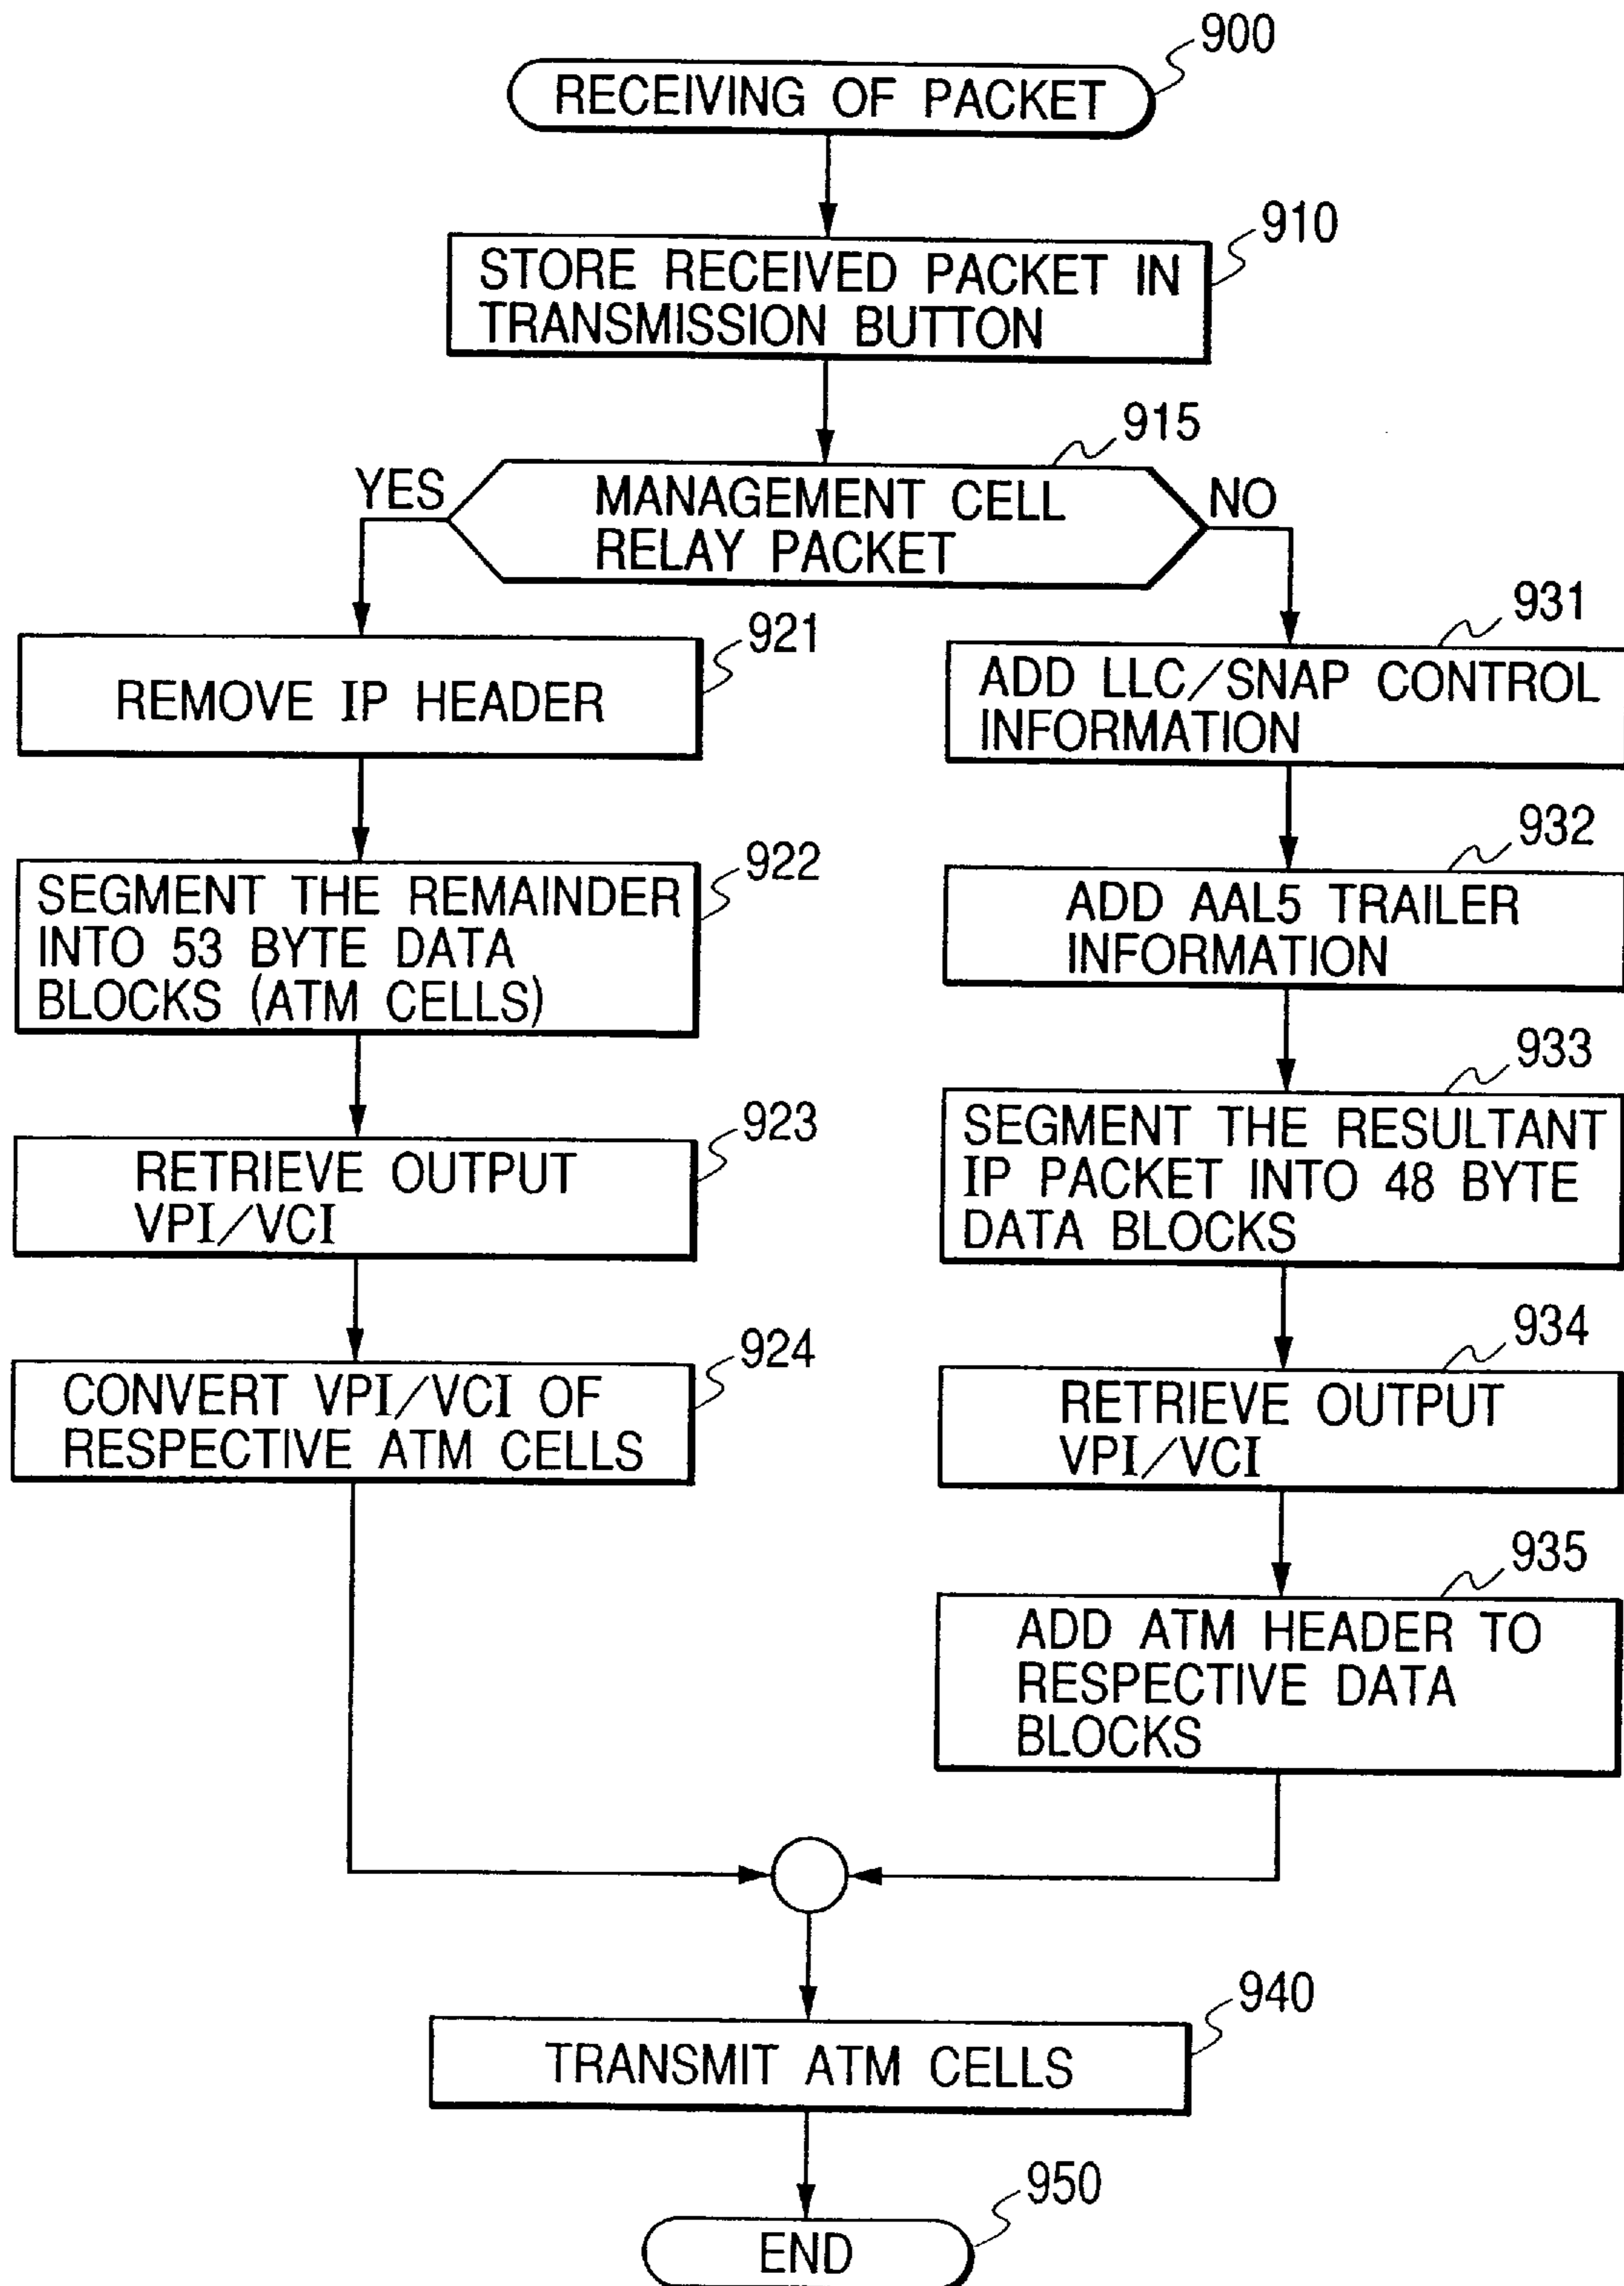 900
RECEIVING OF PACKET
910
STORE RECEIVED PACKET IN
TRANSMISSION BUTTON
915
YES
MANAGEMENT CELL
RELAY PACKET
NO
921
REMOVE IP HEADER
922
SEGMENT THE REMAINDER
INTO 53 BYTE DATA
BLOCKS (ATM CELLS)
923
RETRIEVE OUTPUT
VPI/VCI
924
CONVERT VPI/VCI OF
RESPECTIVE ATM CELLS
931
ADD LLC/SNAP CONTROL
INFORMATION
932
ADD AAL5 TRAILER
INFORMATION
933
SEGMENT THE RESULTANT
IP PACKET INTO 48 BYTE
DATA BLOCKS
934
RETRIEVE OUTPUT
VPI/VCI
935
ADD ATM HEADER TO
RESPECTIVE DATA
BLOCKS
940
TRANSMIT ATM CELLS
950
END